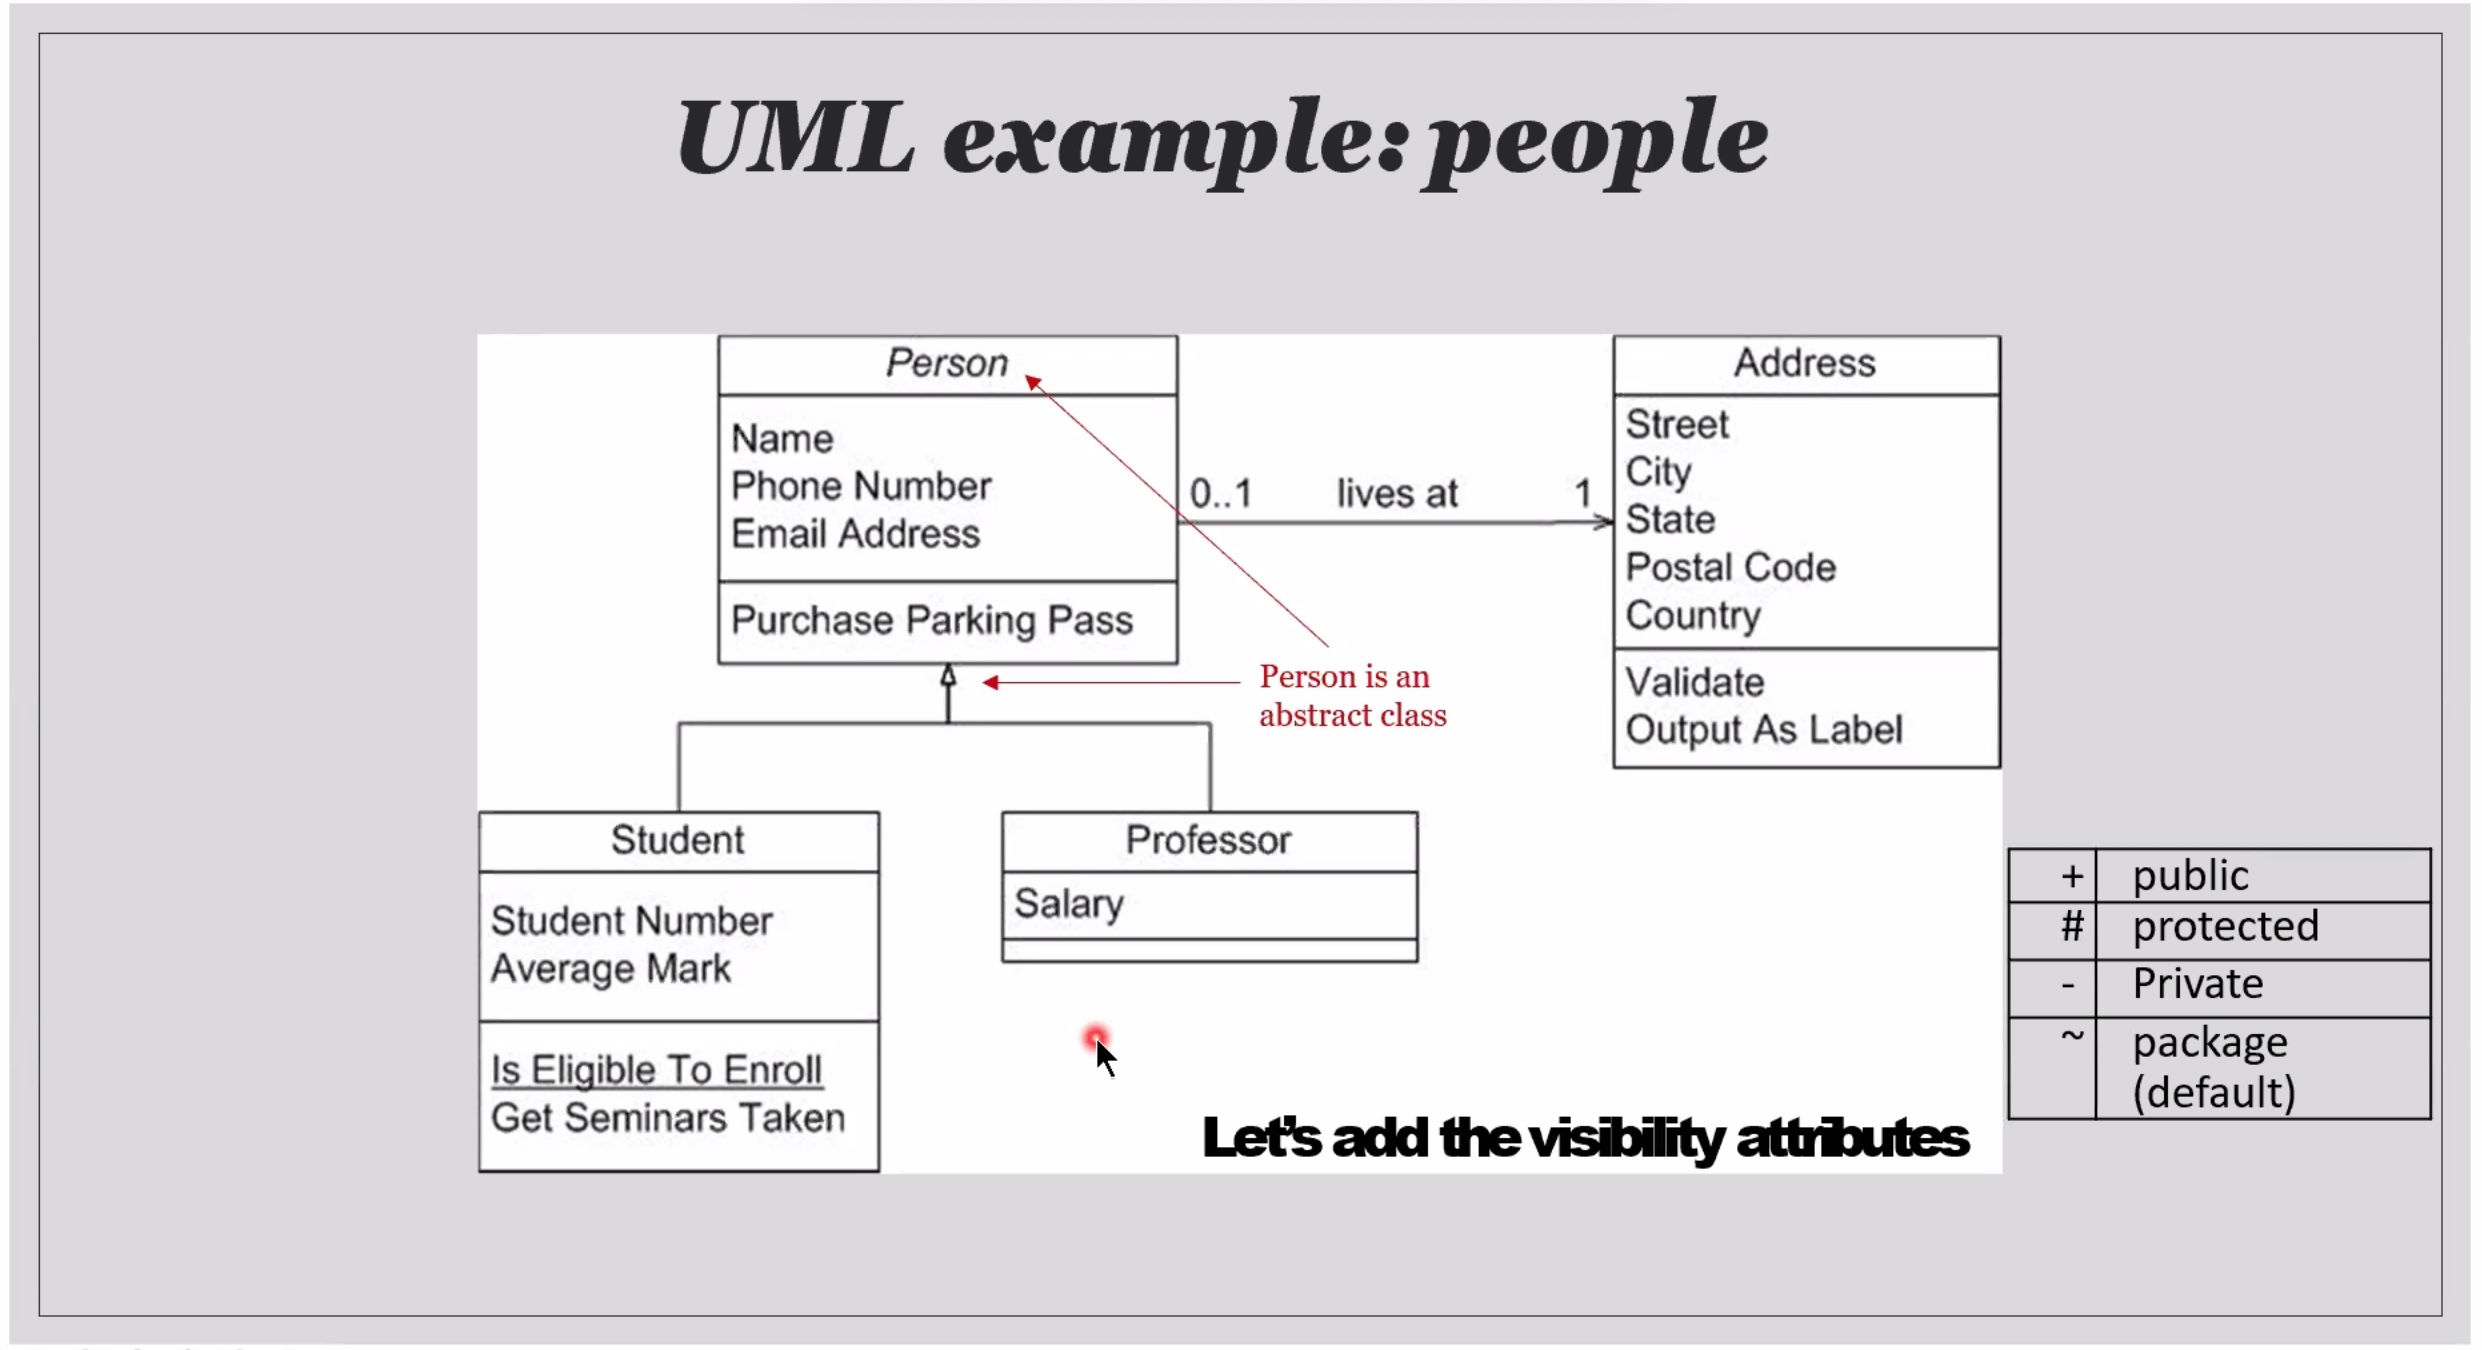 UML example: people
Person
Name
Phone Number
Email Address
Purchase Parking Pass
0..1 lives at 1
Address
Street
City
State
Postal Code
Country
Validate
Output As Label
Person is an
abstract class
Student
Student Number
Average Mark
Is Eligible To Enroll
Get Seminars Taken
Professor
Salary
+ public
# protected
- Private
~ package
(default)
Let's add the visibility attributes